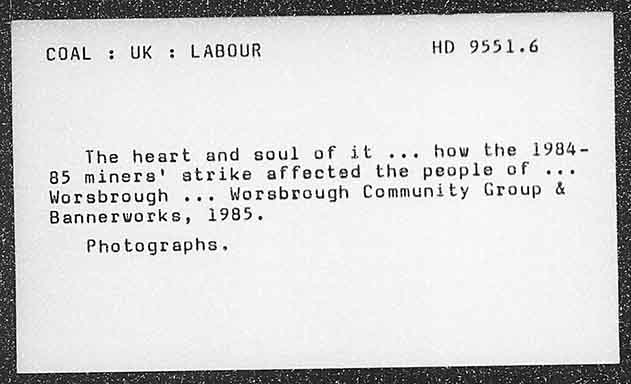 COAL : UK : LABOUR HD 9551.6
The heart and soul of it ... how the 1984-
85 miners' strike affected the people of ...
Worsbrough ... Worsbrough Community Group &
Bannerworks, 1985.
Photographs.